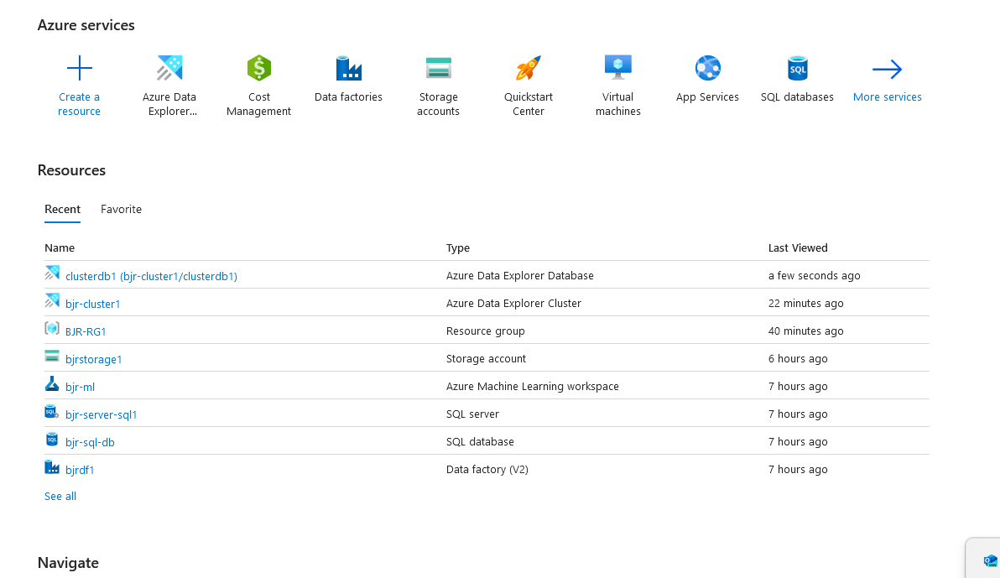 Azure services
Create a resource
Azure Data Explorer...
Cost Management
Data factories
Storage accounts
Quickstart Center
Virtual machines
App Services
SQL databases
More services
Resources
Recent Favorite
Name Type Last Viewed
clusterdb1 (bjr-cluster1/clusterdb1) Azure Data Explorer Database a few seconds ago
bjr-cluster1 Azure Data Explorer Cluster 22 minutes ago
BJR-RG1 Resource group 40 minutes ago
bjrstorage1 Storage account 6 hours ago
bjr-ml Azure Machine Learning workspace 7 hours ago
bjr-server-sql1 SQL server 7 hours ago
bjr-sql-db SQL database 7 hours ago
bjrdf1 Data factory (V2) 7 hours ago
See all
Navigate